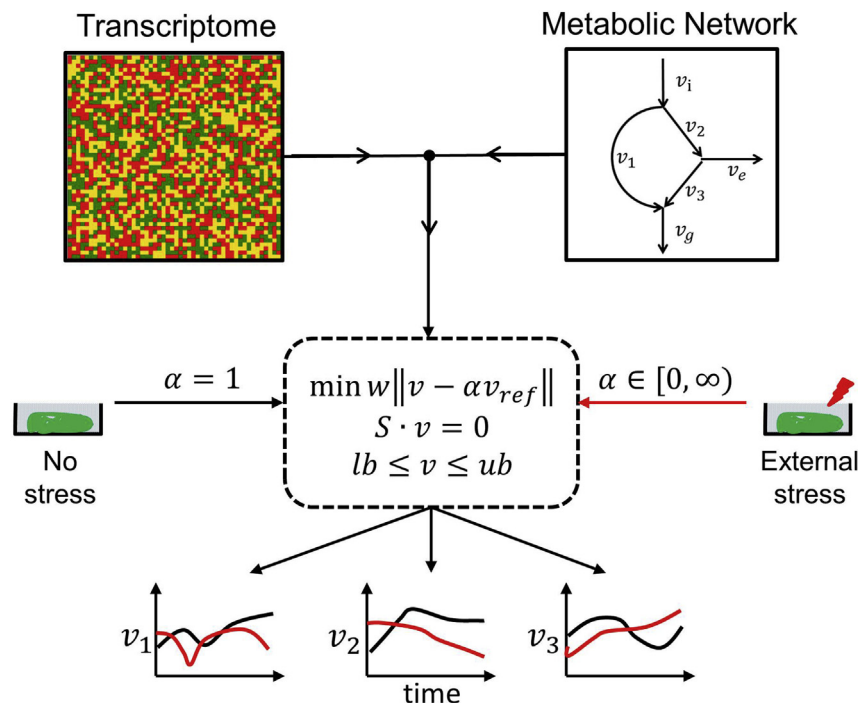 Transcriptome
Metabolic Network
v_i
v_2
v_1
v_e
v_3
v_g
α = 1
min w‖v − αv_ref‖
α ∈ [0, ∞)
S · v = 0
lb ≤ v ≤ ub
No
stress
External
stress
v_1
v_2
v_3
time